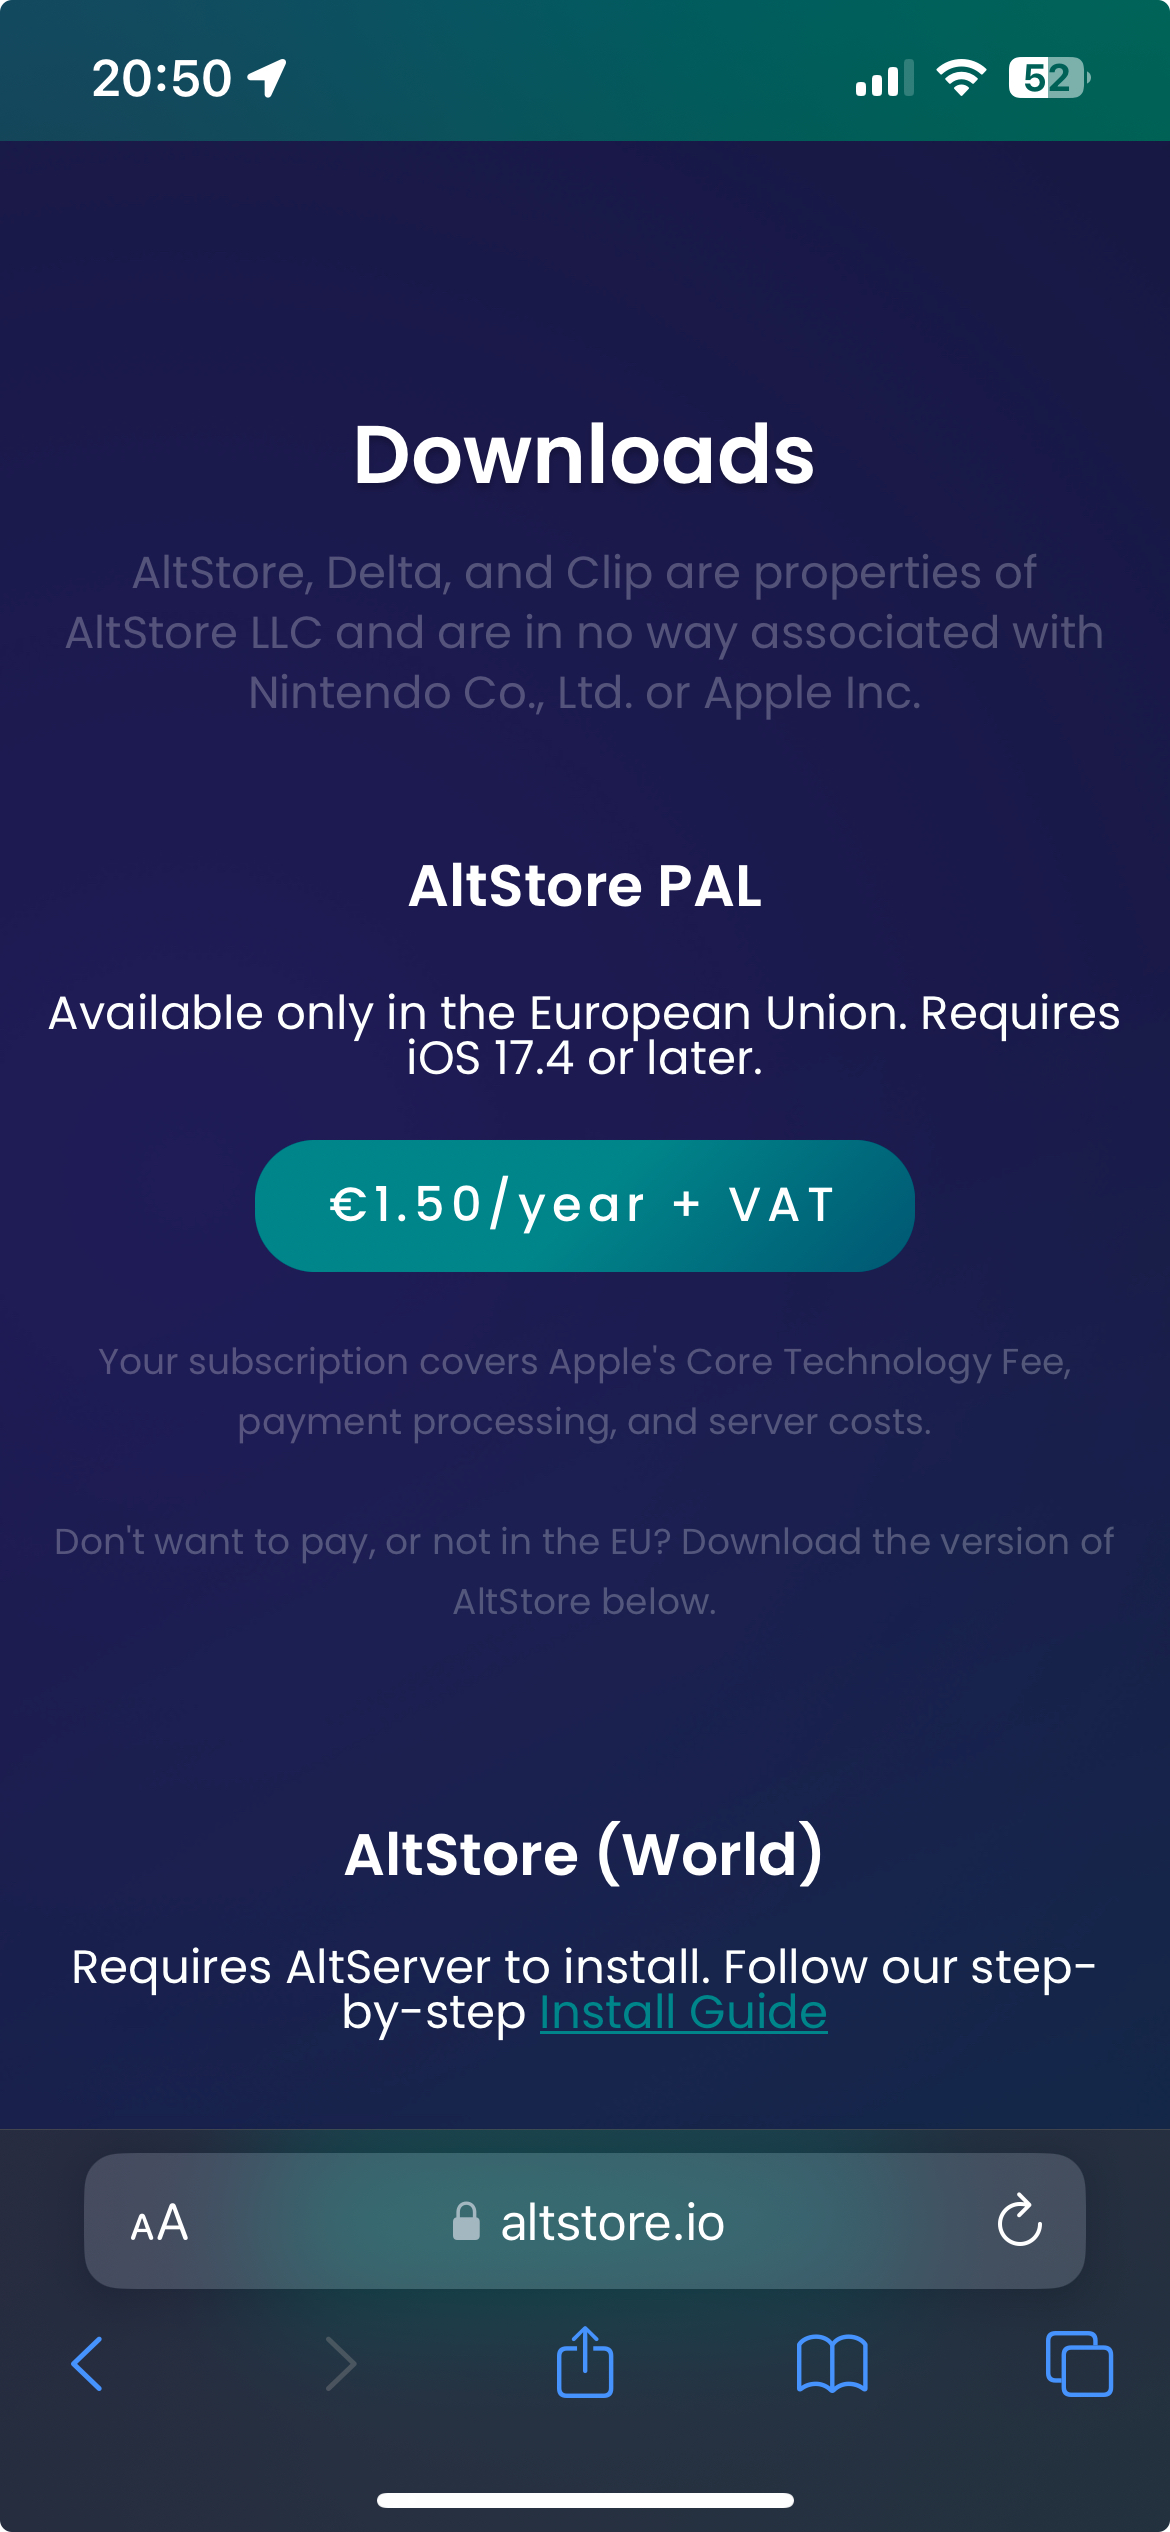 20:50
52
Downloads
AltStore, Delta, and Clip are properties of
AltStore LLC and are in no way associated with
Nintendo Co., Ltd. or Apple Inc.
AltStore PAL
Available only in the European Union. Requires
iOS 17.4 or later.
€1.50/year + VAT
Your subscription covers Apple's Core Technology Fee,
payment processing, and server costs.
Don't want to pay, or not in the EU? Download the version of
AltStore below.
AltStore (World)
Requires AltServer to install. Follow our step-
by-step Install Guide
AA altstore.io